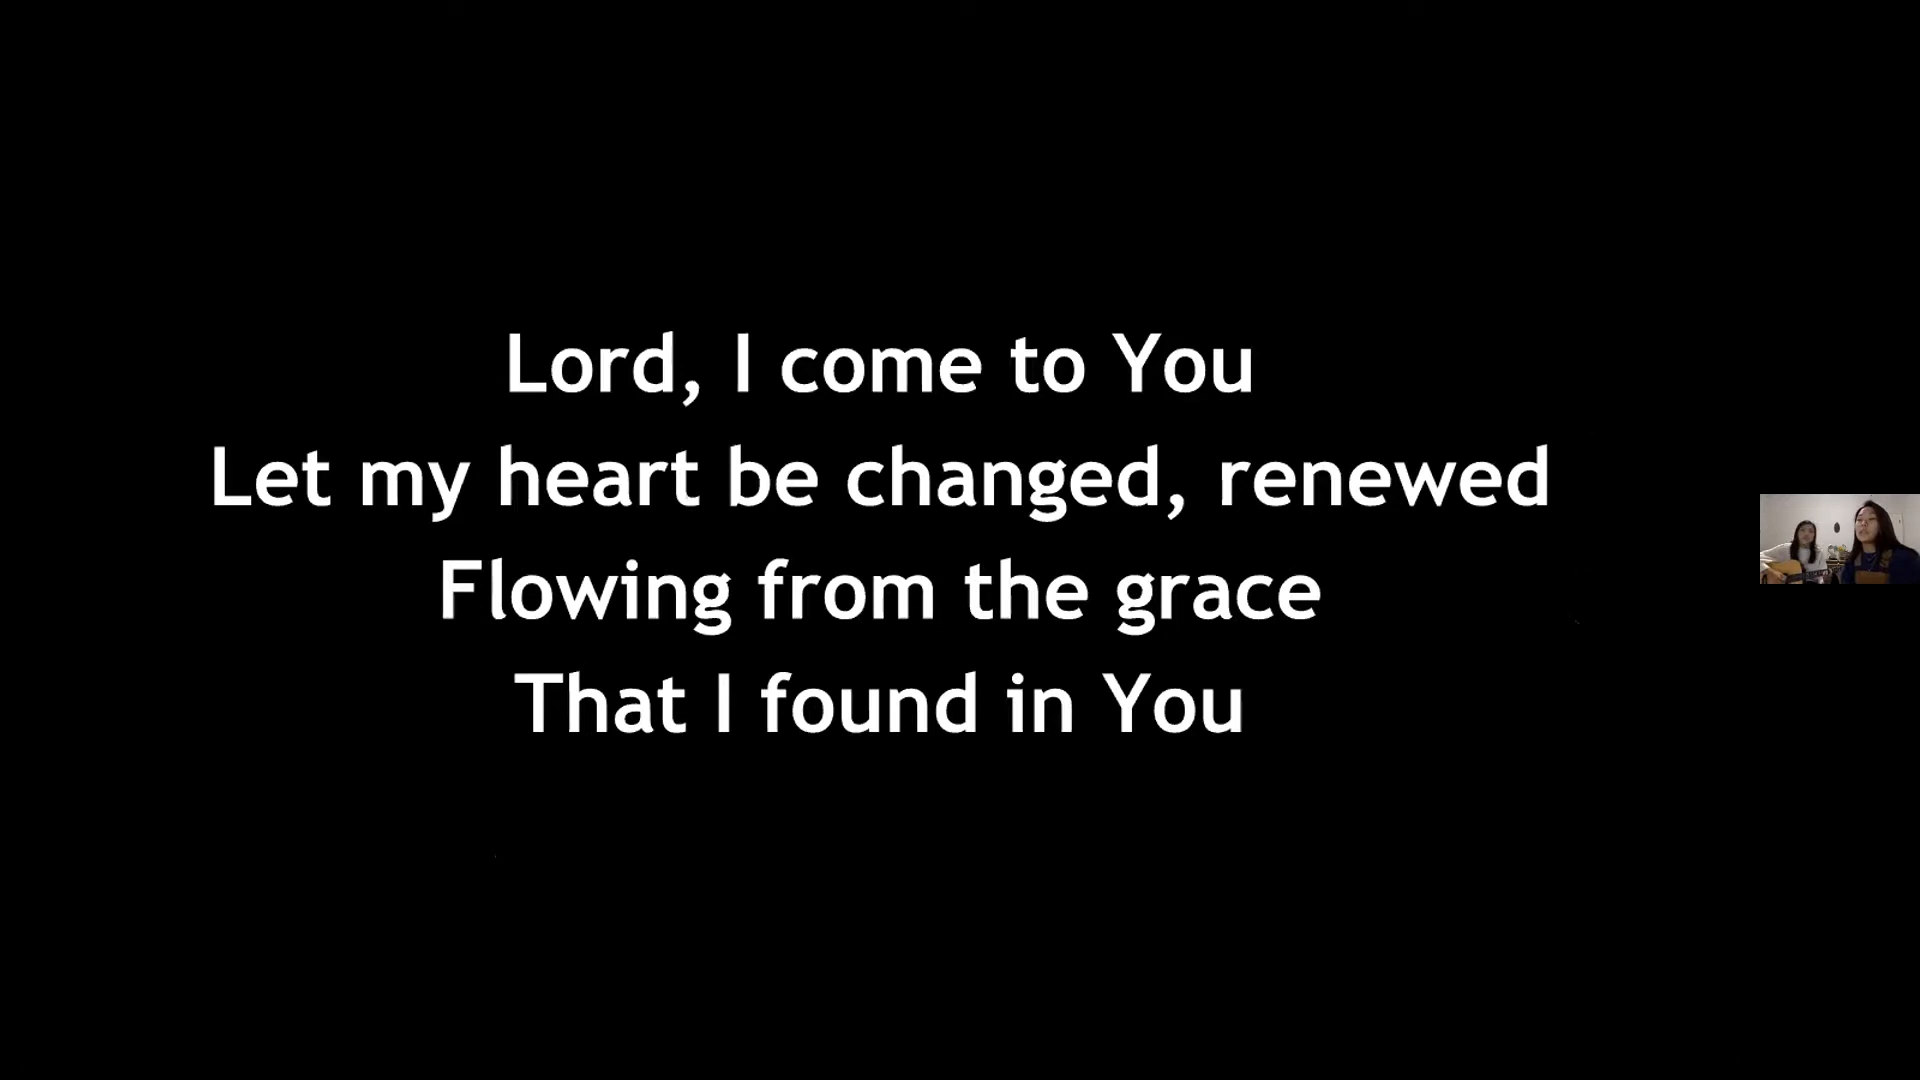 Lord, I come to You
Let my heart be changed, renewed
Flowing from the grace
That I found in You